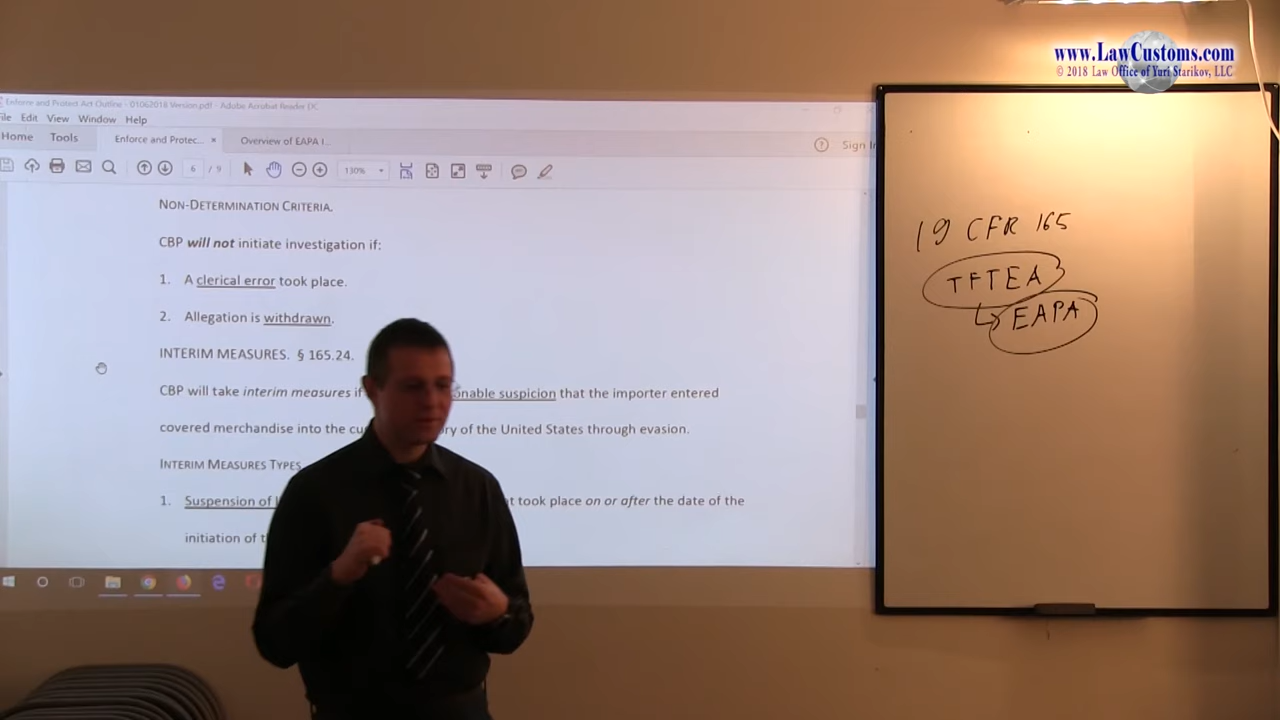 www.LawCustoms.com
© 2018 Law Office of Yuri Starikov, LLC
Enforce and Protect Act Outline - 01062018 Version.pdf - Adobe Acrobat Reader DC
File Edit View Window Help
Home Tools Enforce and Protec... × Overview of EAPA I... Sign In
6 / 9 130%
NON-DETERMINATION CRITERIA.
CBP will not initiate investigation if:
1. A clerical error took place.
2. Allegation is withdrawn.
INTERIM MEASURES. § 165.24.
CBP will take interim measures if onable suspicion that the importer entered
covered merchandise into the cu ry of the United States through evasion.
INTERIM MEASURES TYPES
1. Suspension of l t took place on or after the date of the
initiation of t
19 CFR 165
TFTEA
EAPA